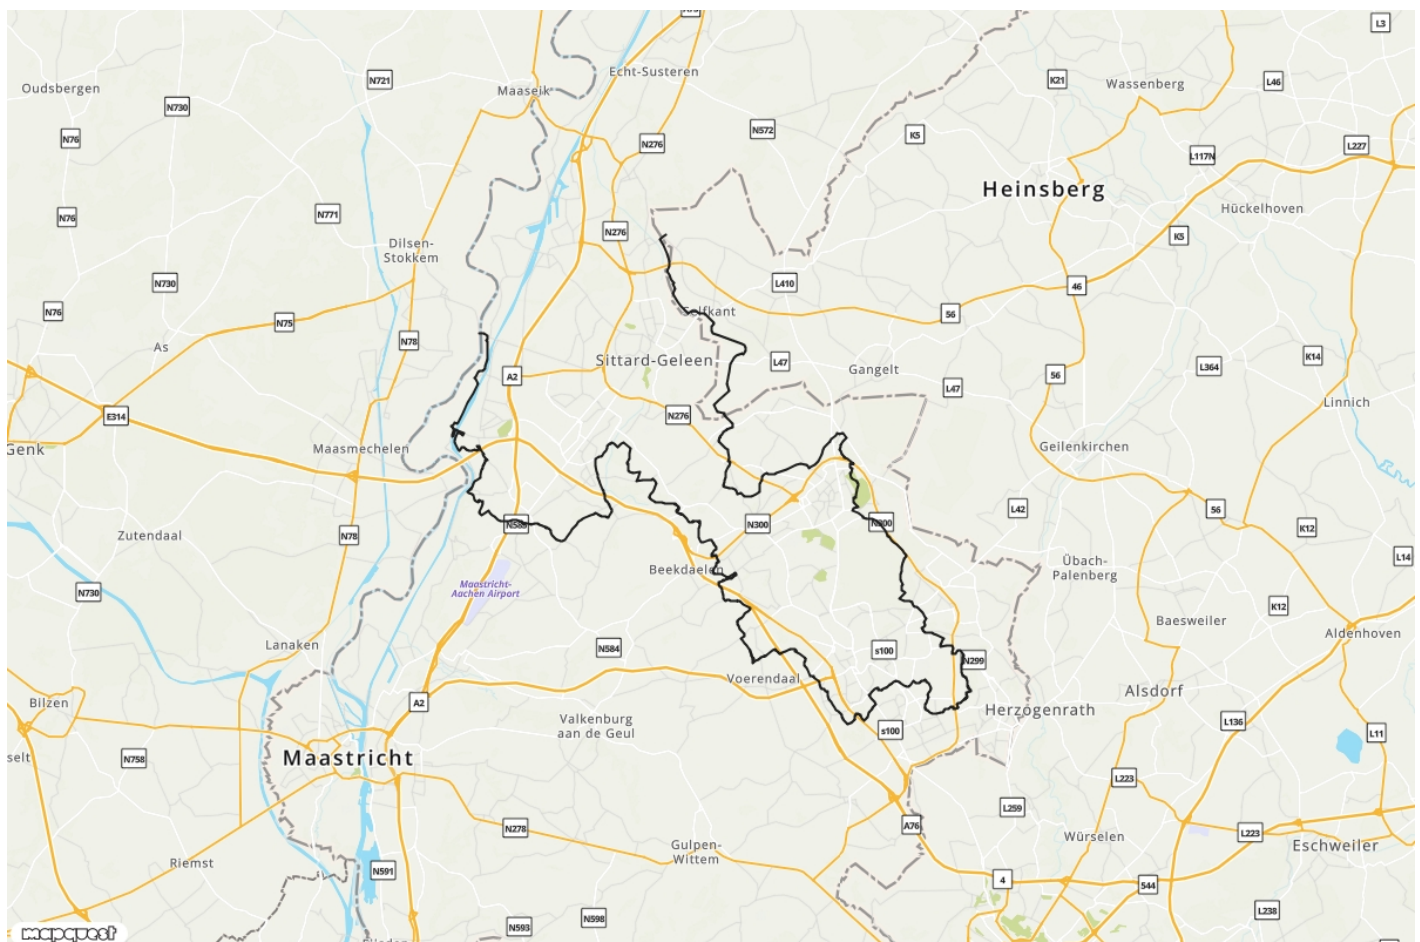 L3
Echt-Susteren
N721
K21
Wassenberg
L46
Oudsbergen
Maaseik
N730
N572
K5
N76
N276
L227
L117N
Heinsberg
N76
N771
Hückelhoven
N276
K5
Dilsen-
Stokkem
N730
L410
46
N76
N75
56
As
N78
Sittard-Geleen
L47
Gangelt
K14
L364
A2
56
L47
Linnich
E314
N276
Genk
Maasmechelen
Geilenkirchen
L42
56
N300
K12
Zutendaal
N78
L14
Beekdaelen
Übach-
Palenberg
N730
Maastricht-
Aachen Airport
K12
Baesweiler
Aldenhoven
Lanaken
N584
s100
N299
Voerendaal
Alsdorf
Bilzen
A2
Valkenburg
aan de Geul
Herzogenrath
L136
s100
L11
Maastricht
N758
L223
L259
N278
A76
Würselen
L223
Gulpen-
Wittem
Eschweiler
Riemst
N591
4
544
N598
N593
L238
mapquest